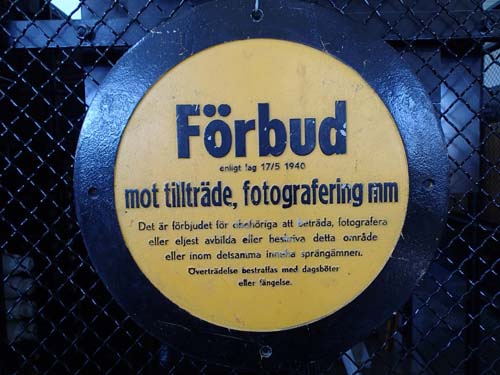 Förbud
enligt lag 17/5 1940
mot tillträde, fotografering mm
Det är förbjudet för obehöriga att beträda, fotografera
eller eljest avbilda eller beskriva detta område
eller inom detsamma inneha sprängämnen.
Överträdelse bestraffas med dagsböter
eller fängelse.